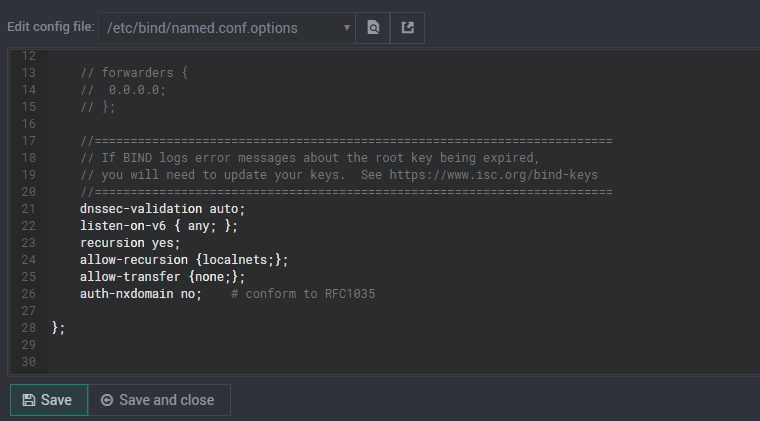 Edit config file: /etc/bind/named.conf.options
12
13 // forwarders {
14 //  0.0.0.0;
15 // };
16
17 //========================================================================
18 // If BIND logs error messages about the root key being expired,
19 // you will need to update your keys.  See https://www.isc.org/bind-keys
20 //========================================================================
21 dnssec-validation auto;
22 listen-on-v6 { any; };
23 recursion yes;
24 allow-recursion {localnets;};
25 allow-transfer {none;};
26 auth-nxdomain no;    # conform to RFC1035
27
28 };
29
30
Save Save and close